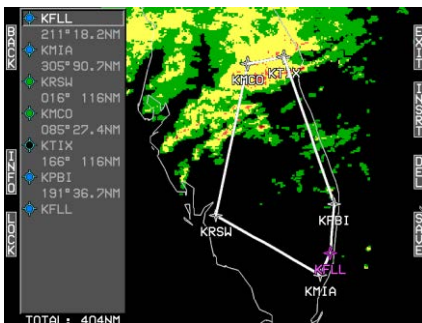 BACK
INFO
LOCK
KFLL
211°18.2NM
KMIA
305°90.7NM
KRSW
016° 116NM
KMCO
085°27.4NM
KTIX
166° 116NM
KPBI
191°36.7NM
KFLL
TOTAL: 404NM
KMCO
KTIX
KRSW
KPBI
KFLL
KMIA
EXIT
INSRT
DEL
SAVE